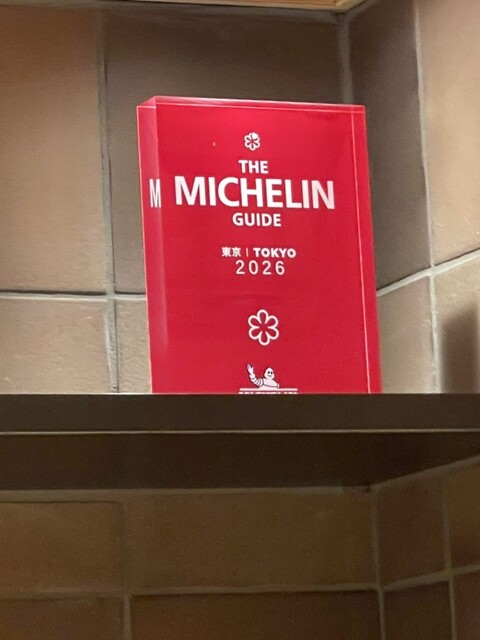 THE
M MICHELIN
GUIDE
東京 | TOKYO
2026